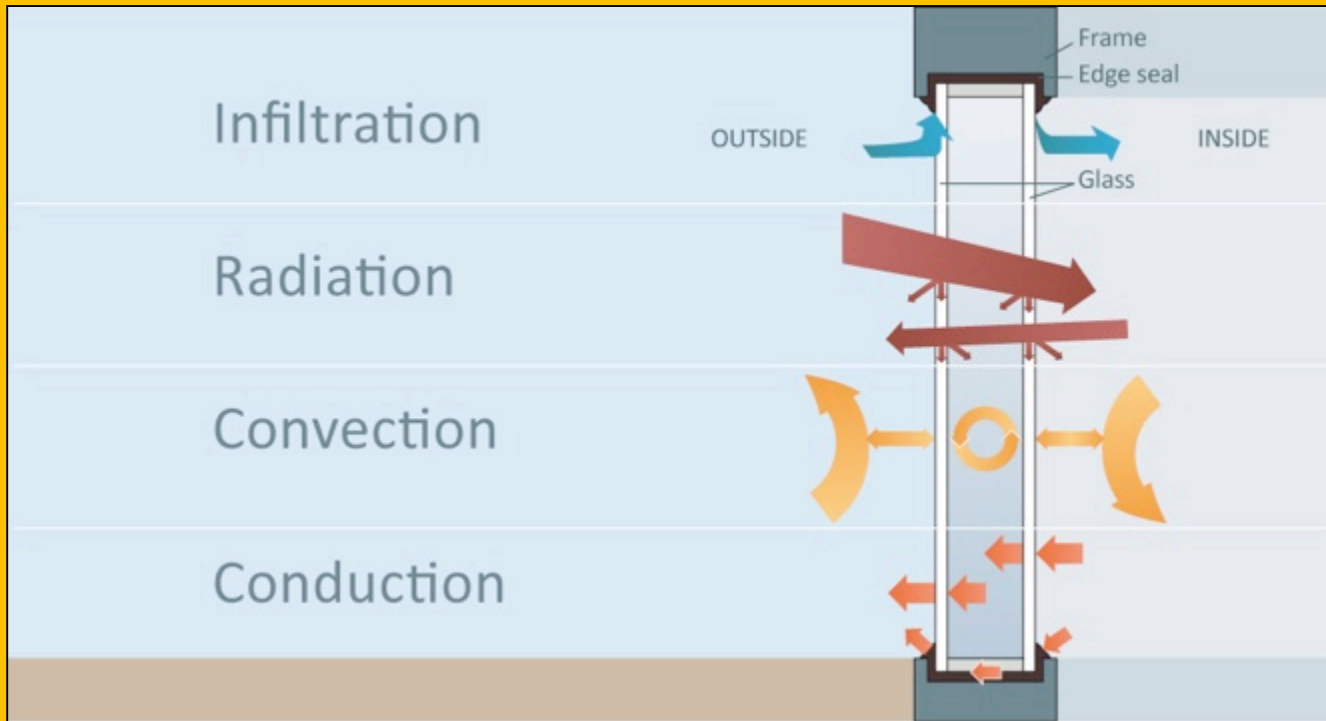 Frame
Edge seal
Infiltration
OUTSIDE
INSIDE
Glass
Radiation
Convection
Conduction